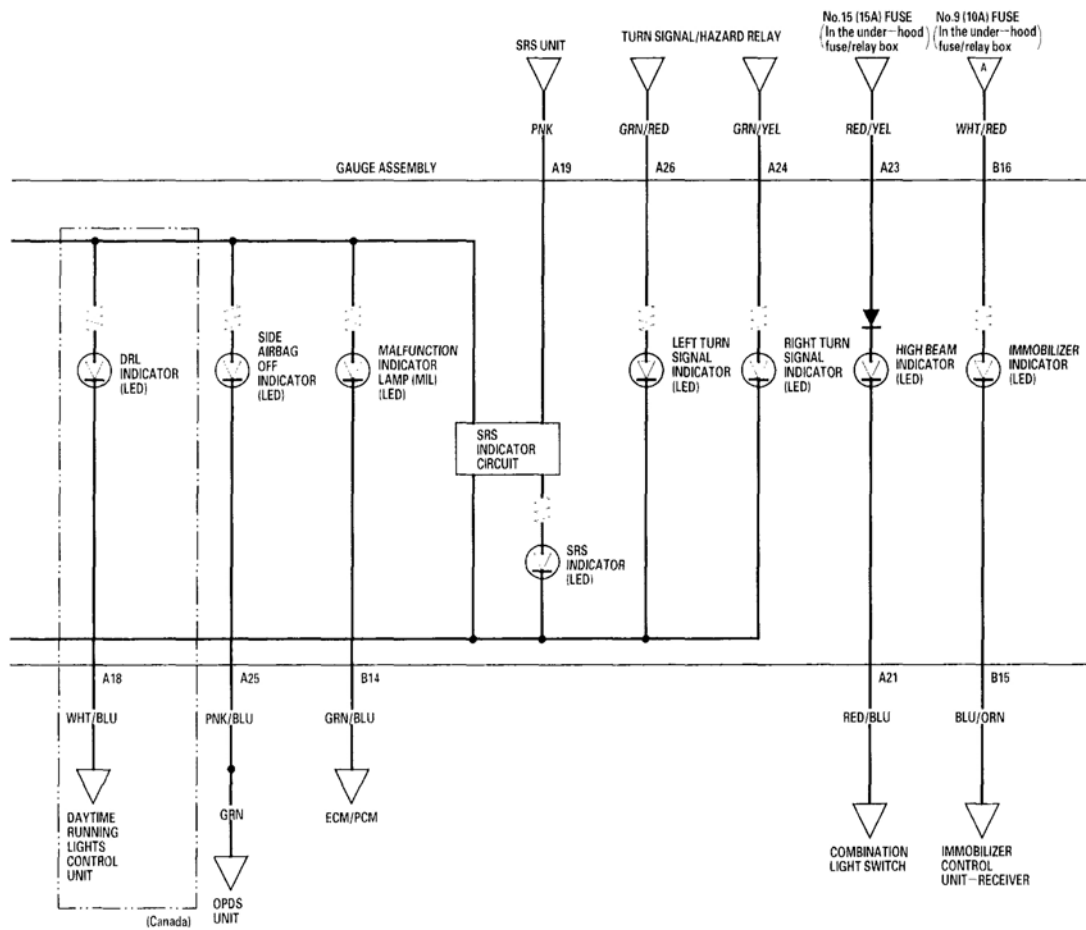 No.15 (15A) FUSE
(In the under-hood
fuse/relay box)
No.9 (10A) FUSE
(In the under-hood
fuse/relay box)
SRS UNIT
TURN SIGNAL/HAZARD RELAY
A
PNK
GRN/RED
GRN/YEL
RED/YEL
WHT/RED
GAUGE ASSEMBLY
A19
A26
A24
A23
B16
DRL
INDICATOR
(LED)
SIDE
AIRBAG
OFF
INDICATOR
(LED)
MALFUNCTION
INDICATOR
LAMP (MIL)
(LED)
LEFT TURN
SIGNAL
INDICATOR
(LED)
RIGHT TURN
SIGNAL
INDICATOR
(LED)
HIGH BEAM
INDICATOR
(LED)
IMMOBILIZER
INDICATOR
(LED)
SRS
INDICATOR
CIRCUIT
SRS
INDICATOR
(LED)
A18
A25
B14
A21
B15
WHT/BLU
PNK/BLU
GRN/BLU
RED/BLU
BLU/ORN
DAYTIME
RUNNING
LIGHTS
CONTROL
UNIT
GRN
ECM/PCM
COMBINATION
LIGHT SWITCH
IMMOBILIZER
CONTROL
UNIT-RECEIVER
OPDS
UNIT
(Canada)